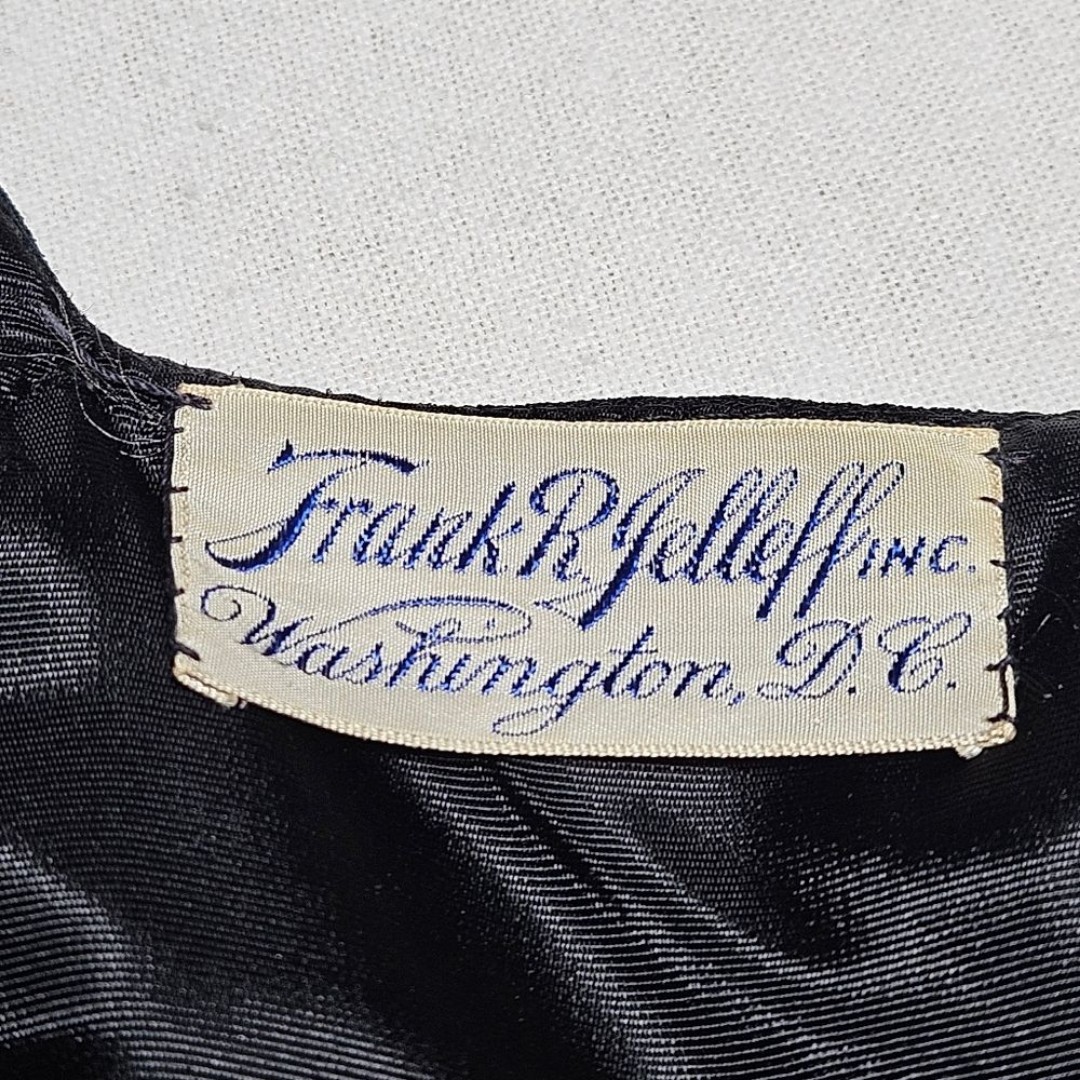 Frank R. Jelleff INC.
Washington, D.C.